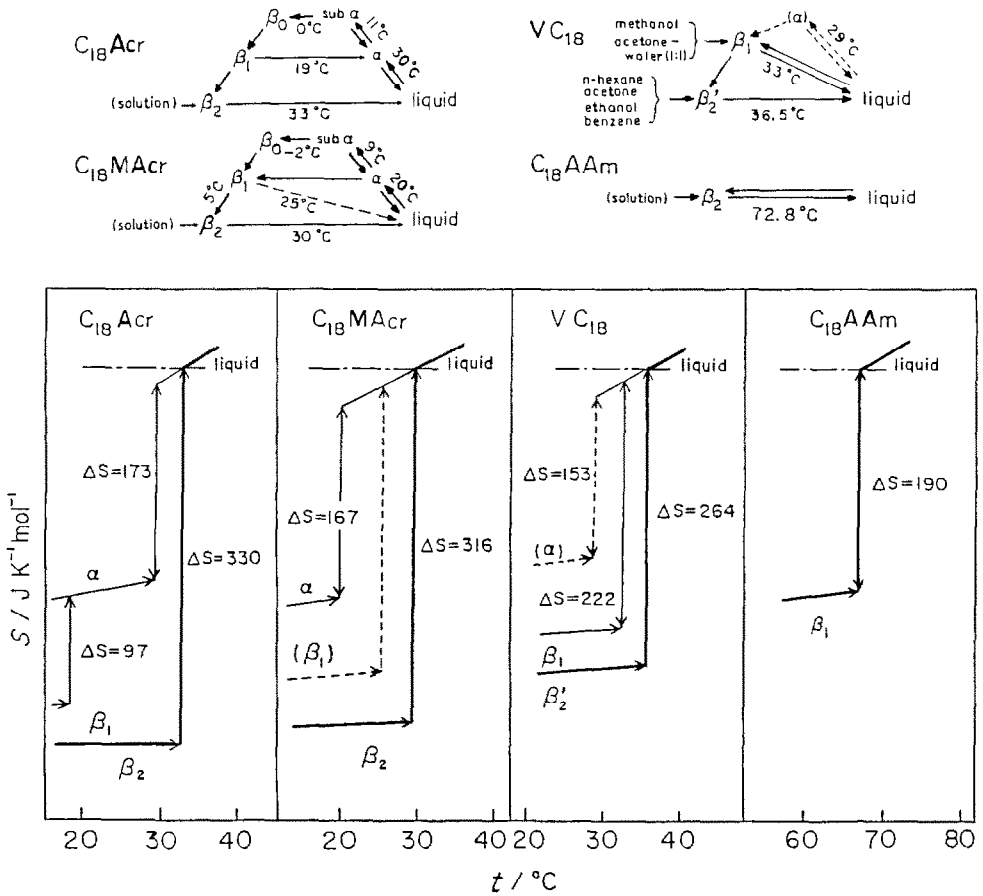 C₁₈Acr
β₀ ← sub α
0°C
11°C
30°C
β₁
19°C
α
(solution) → β₂
33°C
liquid
C₁₈MAcr
β₀ ← sub α
-2°C
9°C
20°C
β₁
α
5°C
25°C
(solution) → β₂
30°C
liquid
VC₁₈
methanol
acetone-
water(1:1)
β₁
(α)
29°C
33°C
n-hexane
acetone
ethanol
benzene
β₂'
36.5°C
liquid
C₁₈AAm
(solution) → β₂
72.8°C
liquid
S / J K⁻¹mol⁻¹
C₁₈Acr
liquid
ΔS=173
ΔS=330
α
ΔS=97
β₁
β₂
C₁₈MAcr
liquid
ΔS=167
ΔS=316
α
(β₁)
β₂
VC₁₈
liquid
ΔS=153
ΔS=264
(α)
ΔS=222
β₁
β₂'
C₁₈AAm
liquid
ΔS=190
β₁
20 30 40
20 30 40
20 30 40
60 70 80
t / °C